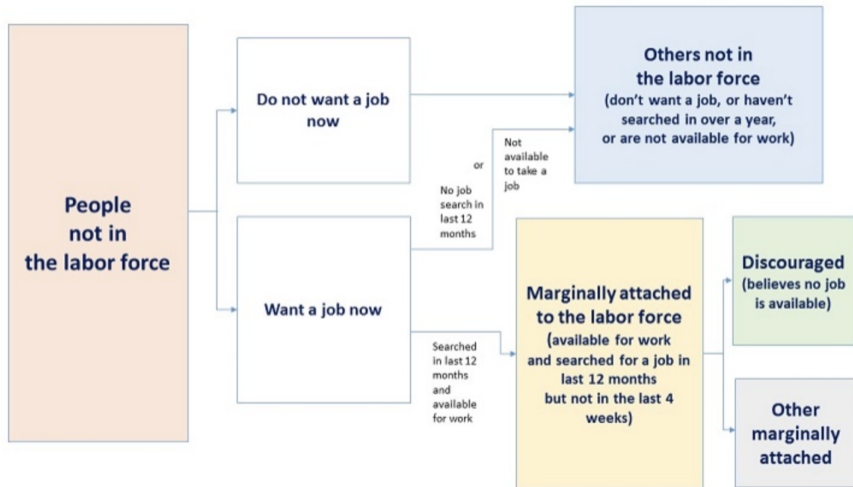 People
not in
the labor force
Do not want a job
now
Want a job now
or
No job
search in
last 12
months
Not
available
to take a
job
Searched
in last 12
months
and
available
for work
Others not in
the labor force
(don't want a job, or haven't
searched in over a year,
or are not available for work)
Marginally attached
to the labor force
(available for work
and searched for a job in
last 12 months
but not in the last 4
weeks)
Discouraged
(believes no job
is available)
Other
marginally
attached